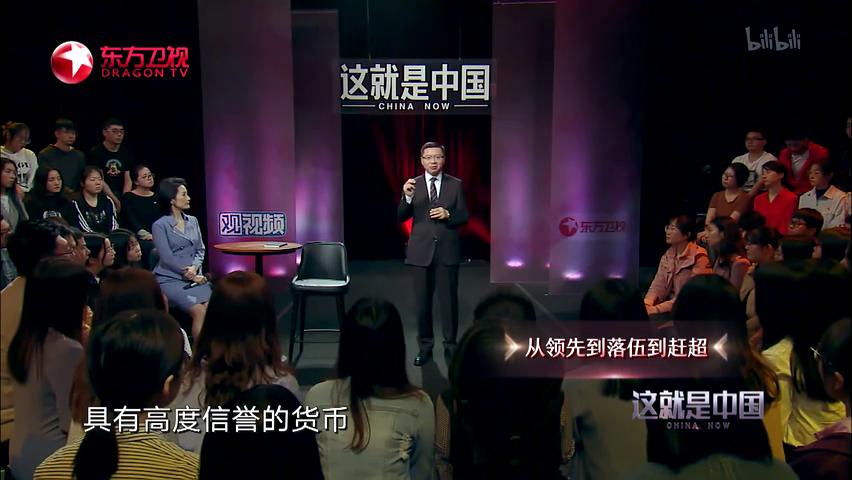 东方卫视
DRAGON TV
bilibili
这就是中国
CHINA NOW
观视频
东方卫视
从领先到落伍到赶超
这就是中国
CHINA NOW
具有高度信誉的货币